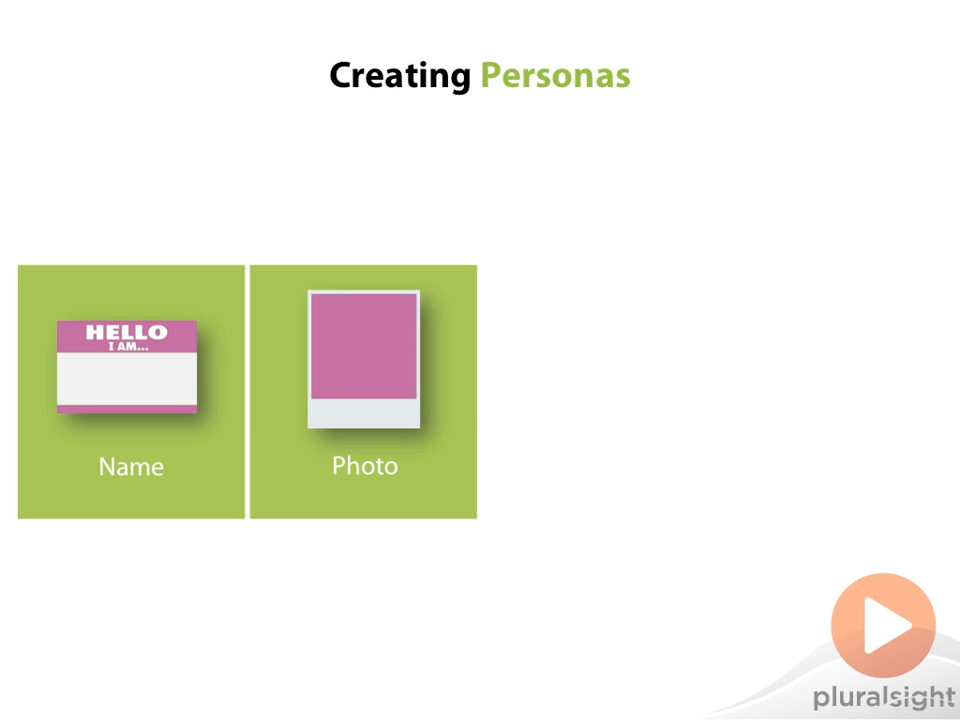 Creating Personas
HELLO
I AM...
Name
Photo
pluralsight